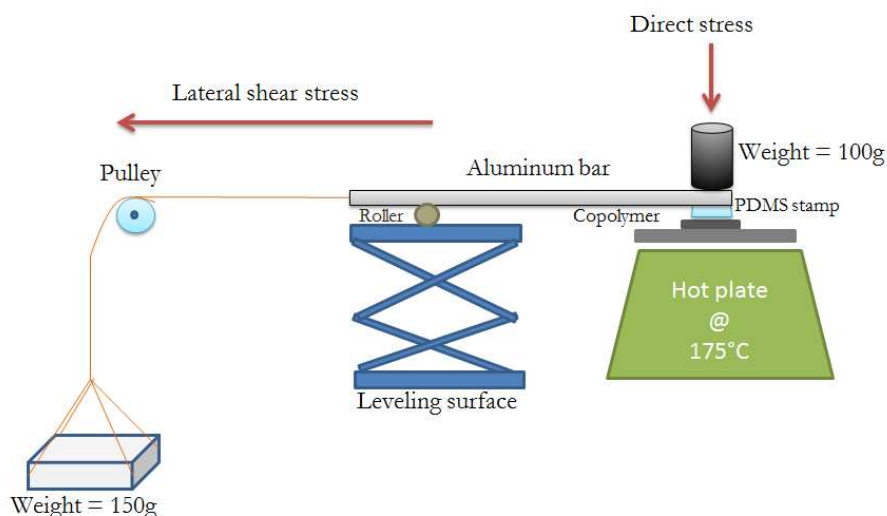 Direct stress
Lateral shear stress
Weight = 100g
Pulley
Aluminum bar
Roller
Copolymer
PDMS stamp
Hot plate
@
175°C
Leveling surface
Weight = 150g